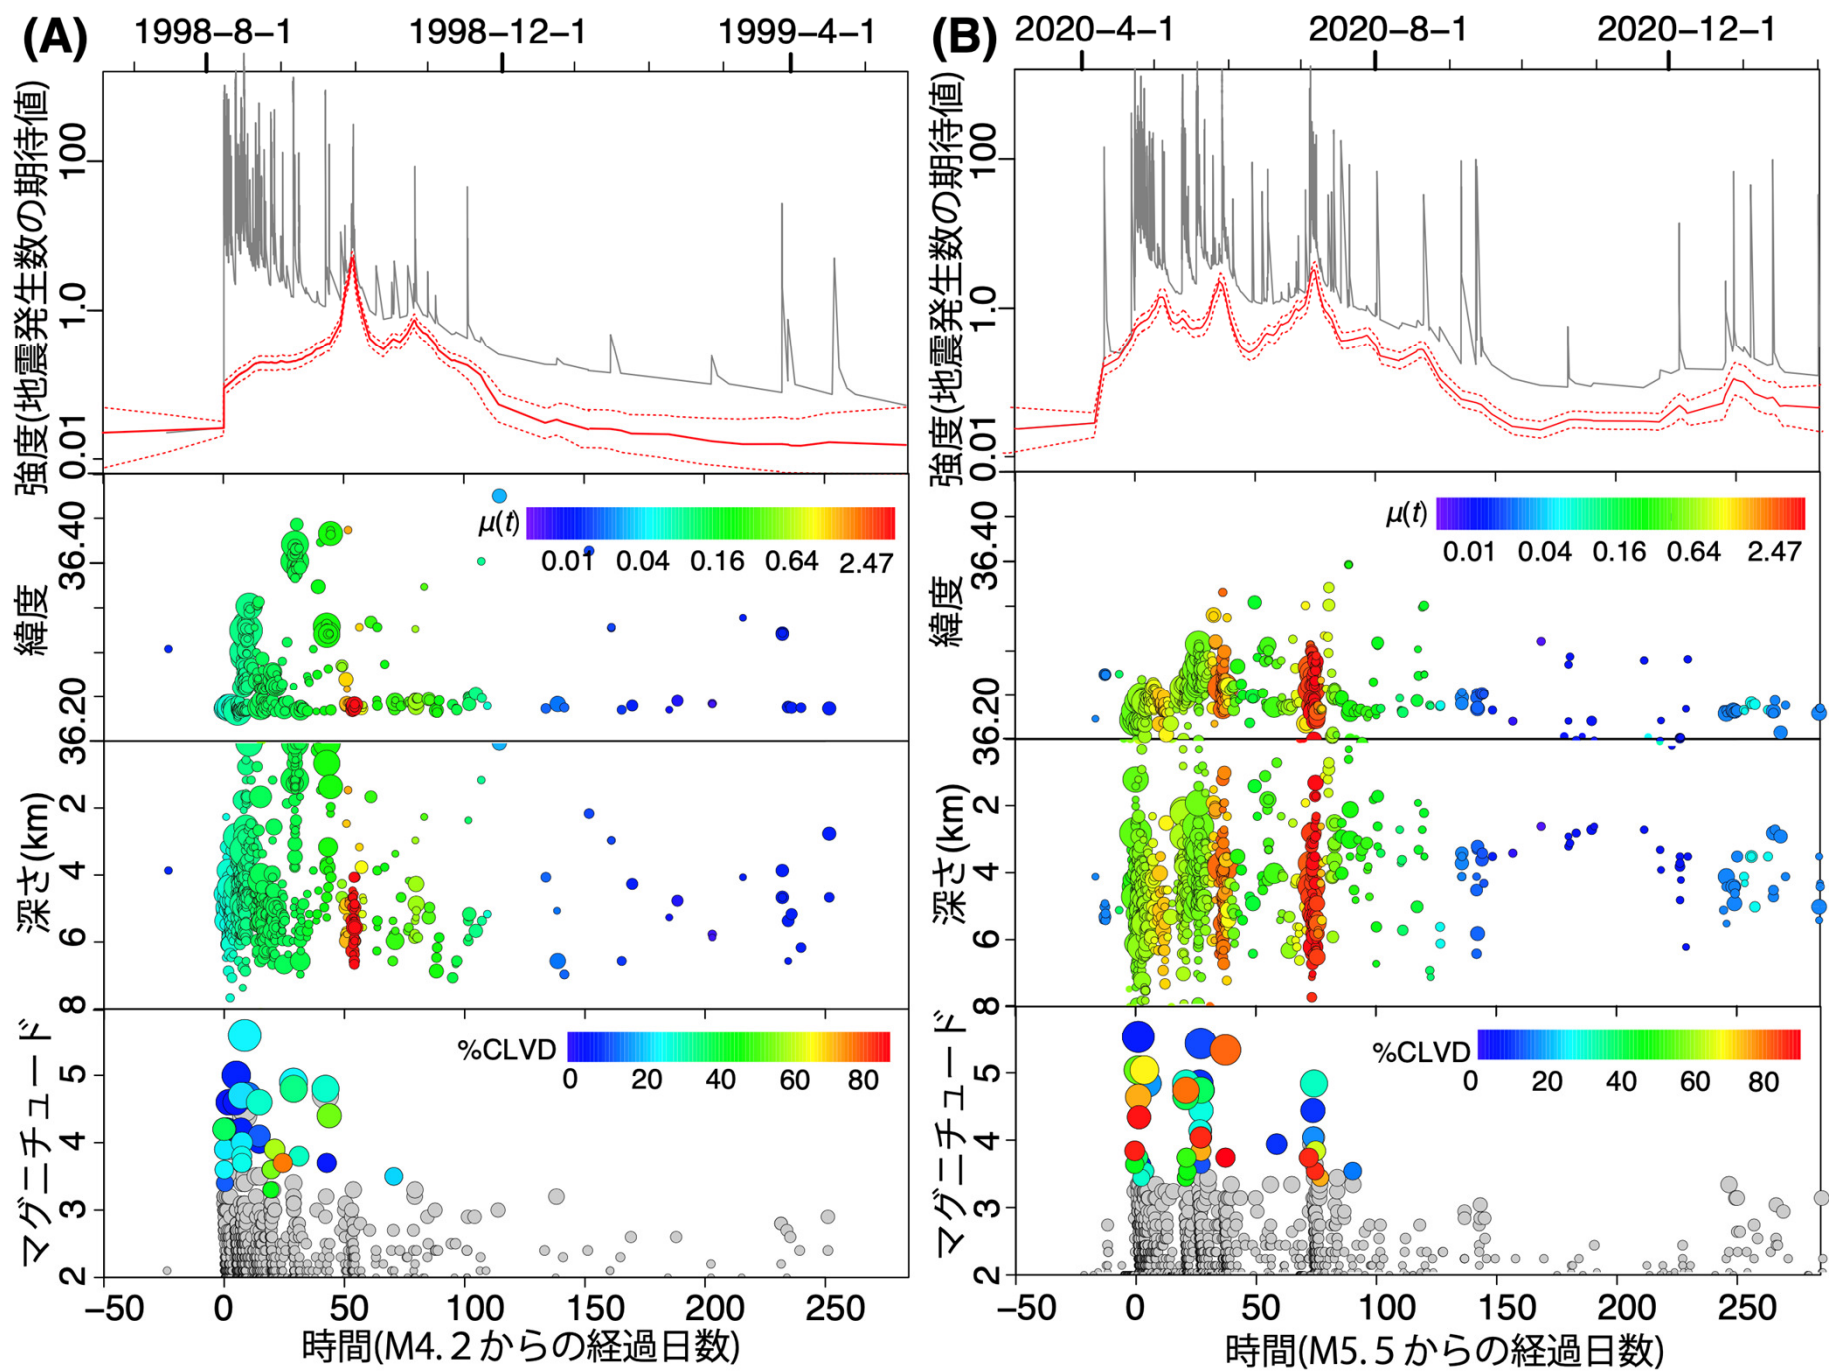 (A)
1998-8-1 1998-12-1 1999-4-1
強度(地震発生数の期待値)
100
1.0
0.01
μ(t)
0.01 0.04 0.16 0.64 2.47
緯度
36.40
36.20
深さ(km)
2
4
6
8
マグニチュード
%CLVD
0 20 40 60 80
5
4
3
2
−50 0 50 100 150 200 250
時間(M4.2からの経過日数)
(B)
2020-4-1 2020-8-1 2020-12-1
強度(地震発生数の期待値)
100
1.0
0.01
μ(t)
0.01 0.04 0.16 0.64 2.47
緯度
36.40
36.20
深さ(km)
2
4
6
8
マグニチュード
%CLVD
0 20 40 60 80
5
4
3
2
−50 0 50 100 150 200 250
時間(M5.5からの経過日数)